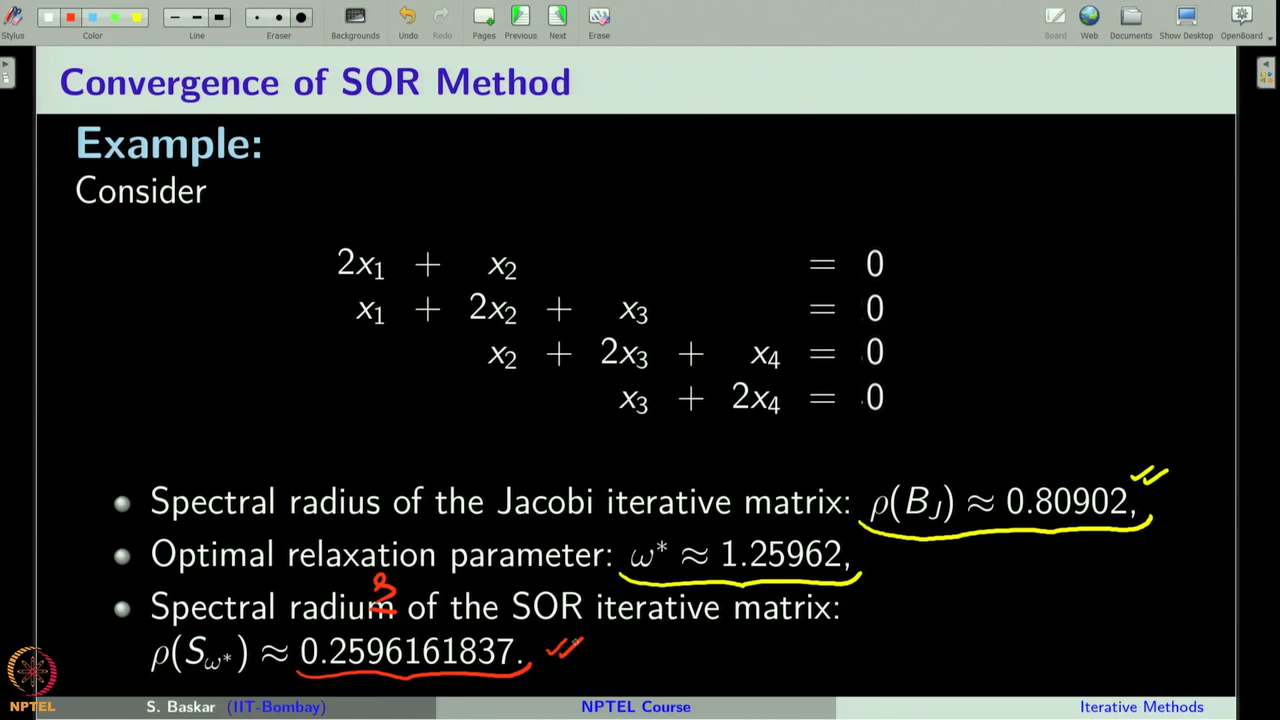 Stylus Color Line Eraser Backgrounds Undo Redo Pages Previous Next Erase Board Web Documents Show Desktop OpenBoard
Convergence of SOR Method
Example:
Consider
2x₁ + x₂ = 0
x₁ + 2x₂ + x₃ = 0
x₂ + 2x₃ + x₄ = 0
x₃ + 2x₄ = 0
Spectral radius of the Jacobi iterative matrix: ρ(B_J) ≈ 0.80902,
Optimal relaxation parameter: ω* ≈ 1.25962,
s
Spectral radium of the SOR iterative matrix:
ρ(S_ω*) ≈ 0.2596161837.
NPTEL
S. Baskar (IIT-Bombay) NPTEL Course Iterative Methods